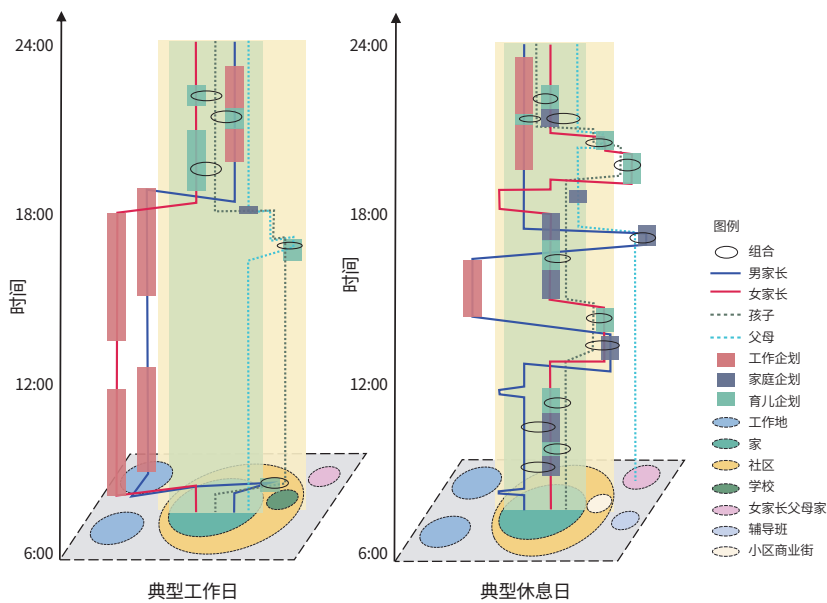 24:00
18:00
12:00
6:00
时间
典型工作日
24:00
18:00
12:00
6:00
时间
典型休息日
图例
组合
男家长
女家长
孩子
父母
工作企划
家庭企划
育儿企划
工作地
家
社区
学校
女家长父母家
辅导班
小区商业街